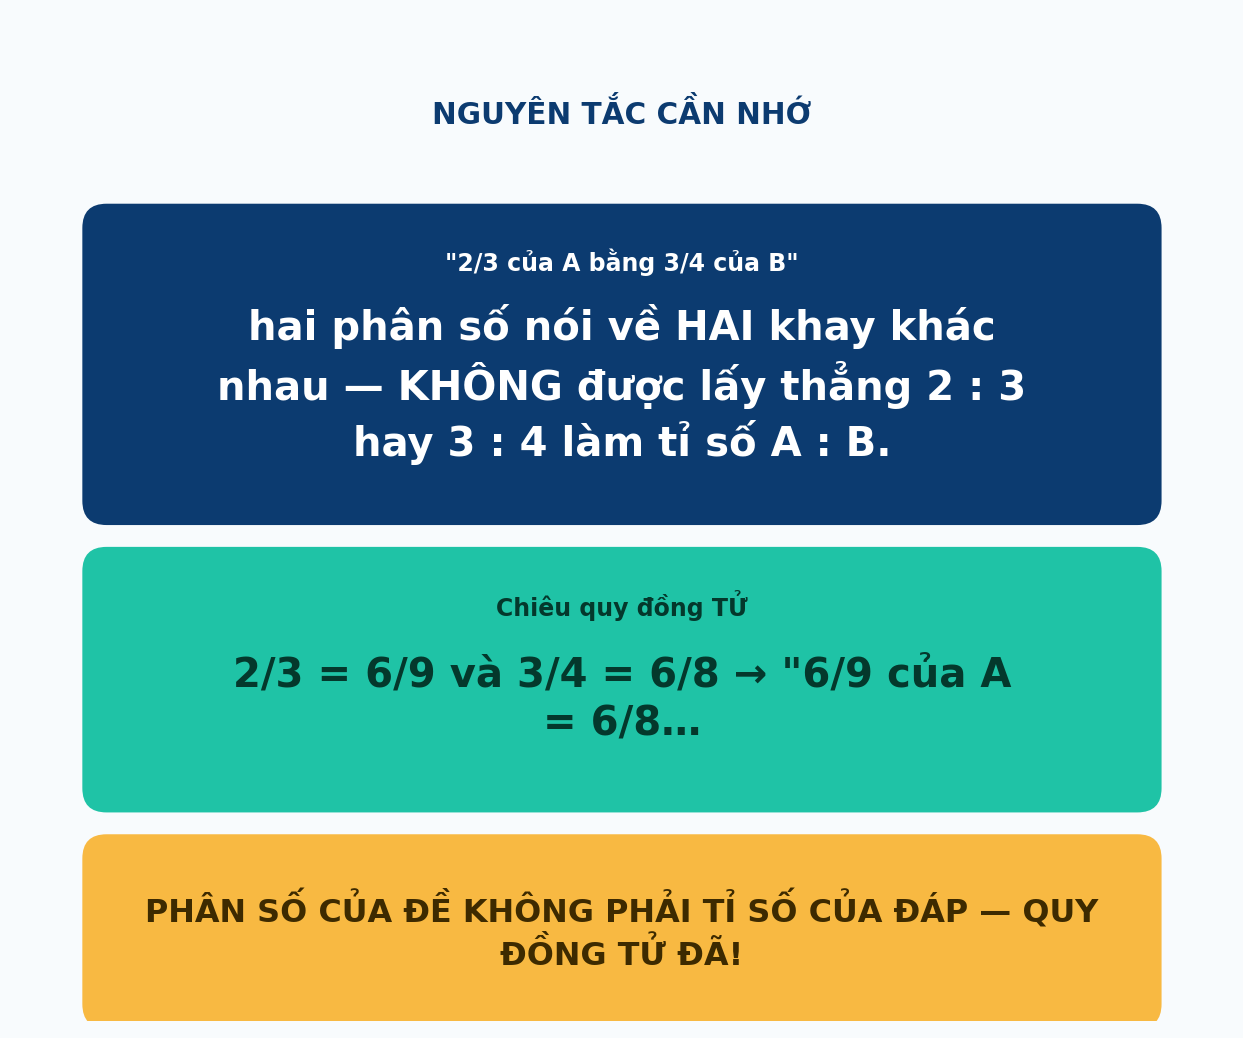 NGUYÊN TẮC CẦN NHỚ
"2/3 của A bằng 3/4 của B"
hai phân số nói về HAI khay khác
nhau — KHÔNG được lấy thẳng 2 : 3
hay 3 : 4 làm tỉ số A : B.
Chiêu quy đồng TỬ
2/3 = 6/9 và 3/4 = 6/8 → "6/9 của A
= 6/8…
PHÂN SỐ CỦA ĐỀ KHÔNG PHẢI TỈ SỐ CỦA ĐÁP — QUY
ĐỒNG TỬ ĐÃ!